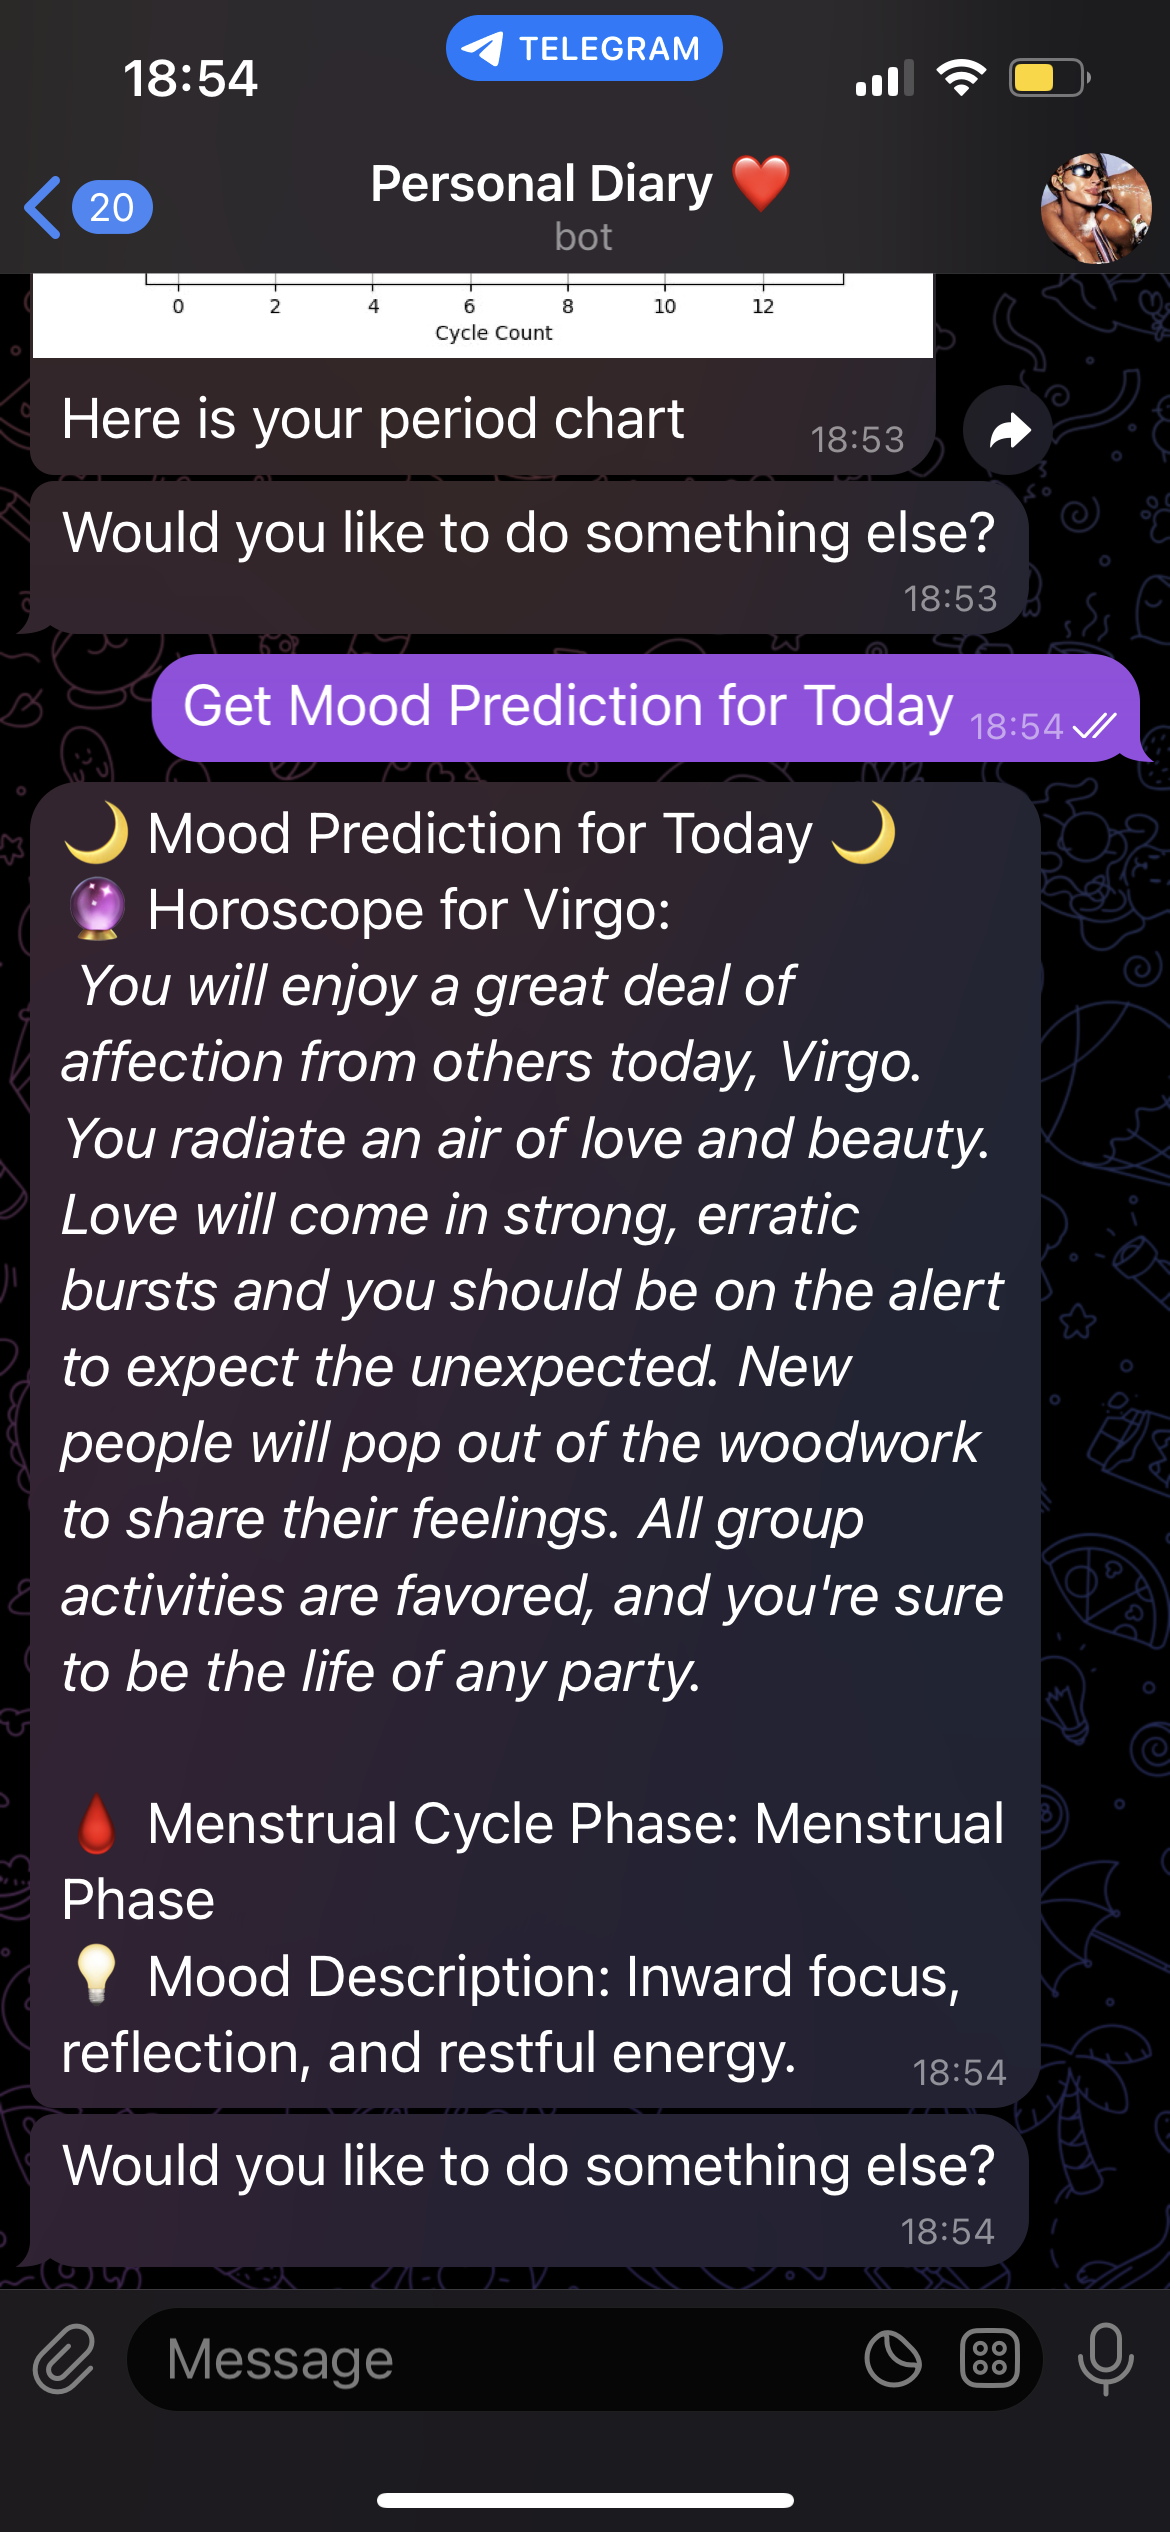 18:54
TELEGRAM
20
Personal Diary ❤️
bot
0 2 4 6 8 10 12
Cycle Count
Here is your period chart
18:53
Would you like to do something else?
18:53
Get Mood Prediction for Today
18:54
🌙 Mood Prediction for Today 🌙
🔮 Horoscope for Virgo:
You will enjoy a great deal of
affection from others today, Virgo.
You radiate an air of love and beauty.
Love will come in strong, erratic
bursts and you should be on the alert
to expect the unexpected. New
people will pop out of the woodwork
to share their feelings. All group
activities are favored, and you're sure
to be the life of any party.
🩸 Menstrual Cycle Phase: Menstrual
Phase
💡 Mood Description: Inward focus,
reflection, and restful energy.
18:54
Would you like to do something else?
18:54
Message